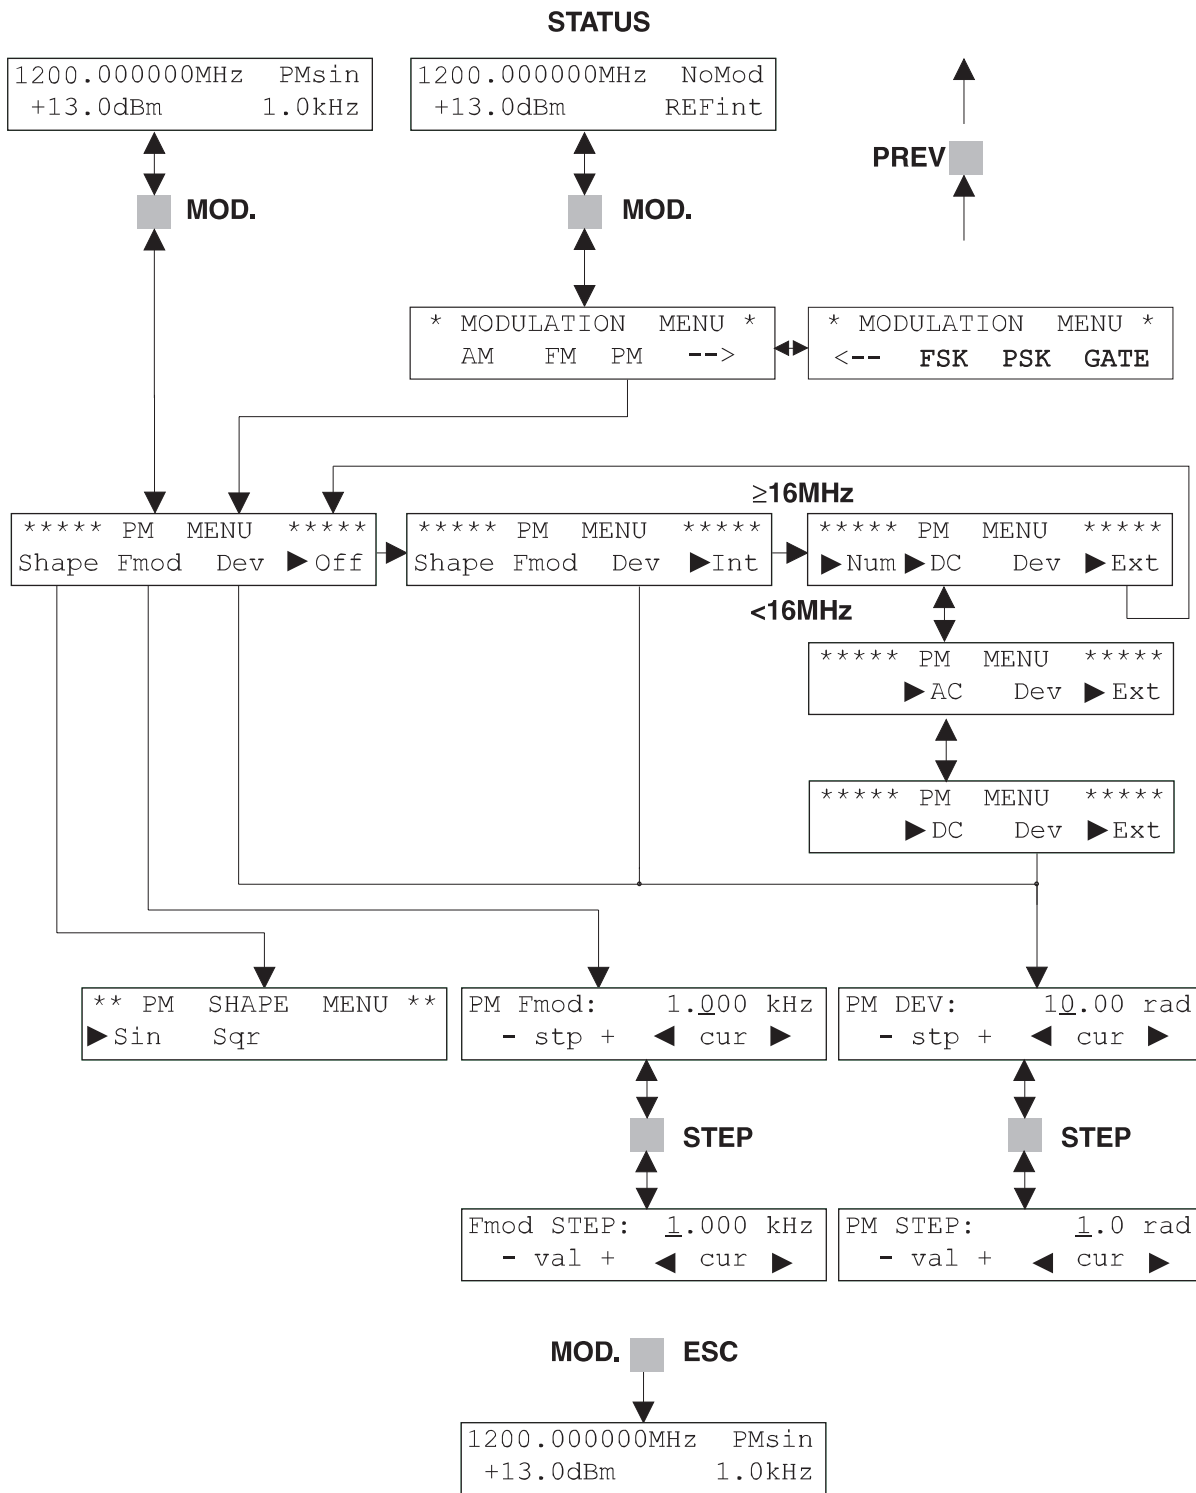 STATUS
1200.000000MHz PMsin
+13.0dBm 1.0kHz
1200.000000MHz NoMod
+13.0dBm REFint
PREV
MOD.
MOD.
* MODULATION MENU *
AM FM PM -->
* MODULATION MENU *
<-- FSK PSK GATE
≥16MHz
***** PM MENU *****
Shape Fmod Dev ►Off
***** PM MENU *****
Shape Fmod Dev ►Int
***** PM MENU *****
►Num ►DC Dev ►Ext
<16MHz
***** PM MENU *****
►AC Dev ►Ext
***** PM MENU *****
►DC Dev ►Ext
** PM SHAPE MENU **
►Sin Sqr
PM Fmod: 1.000 kHz
- stp + ◄ cur ►
PM DEV: 10.00 rad
- stp + ◄ cur ►
STEP
STEP
Fmod STEP: 1.000 kHz
- val + ◄ cur ►
PM STEP: 1.0 rad
- val + ◄ cur ►
MOD. ESC
1200.000000MHz PMsin
+13.0dBm 1.0kHz